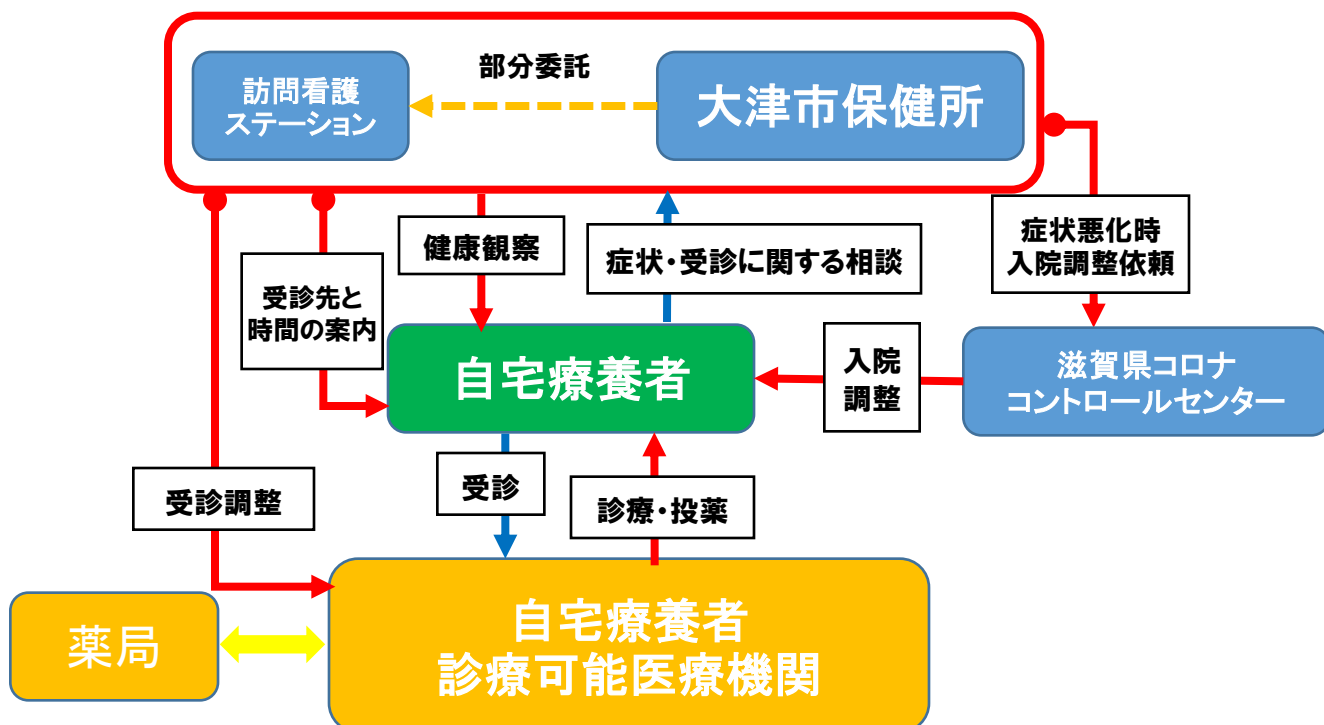 訪問看護
ステーション
部分委託
大津市保健所
健康観察
症状・受診に関する相談
症状悪化時
入院調整依頼
受診先と
時間の案内
自宅療養者
入院
調整
滋賀県コロナ
コントロールセンター
受診調整
受診
診療・投薬
薬局
自宅療養者
診療可能医療機関